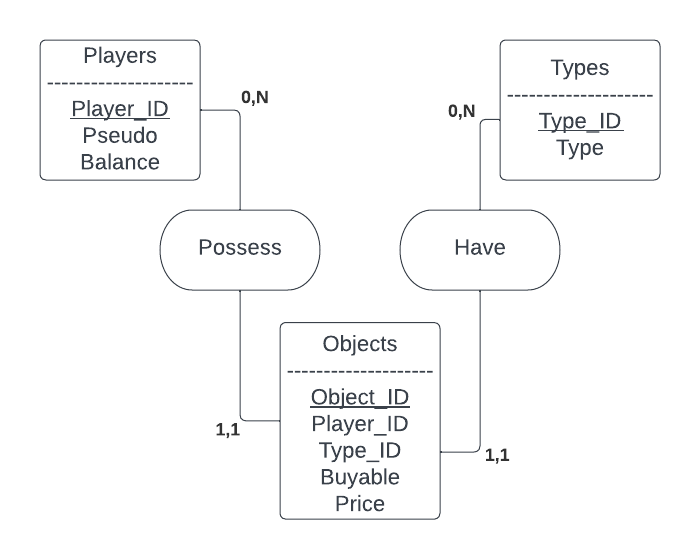 Players
Player_ID
Pseudo
Balance
0,N
Types
Type_ID
Type
0,N
Possess
Have
Objects
Object_ID
Player_ID
Type_ID
Buyable
Price
1,1
1,1